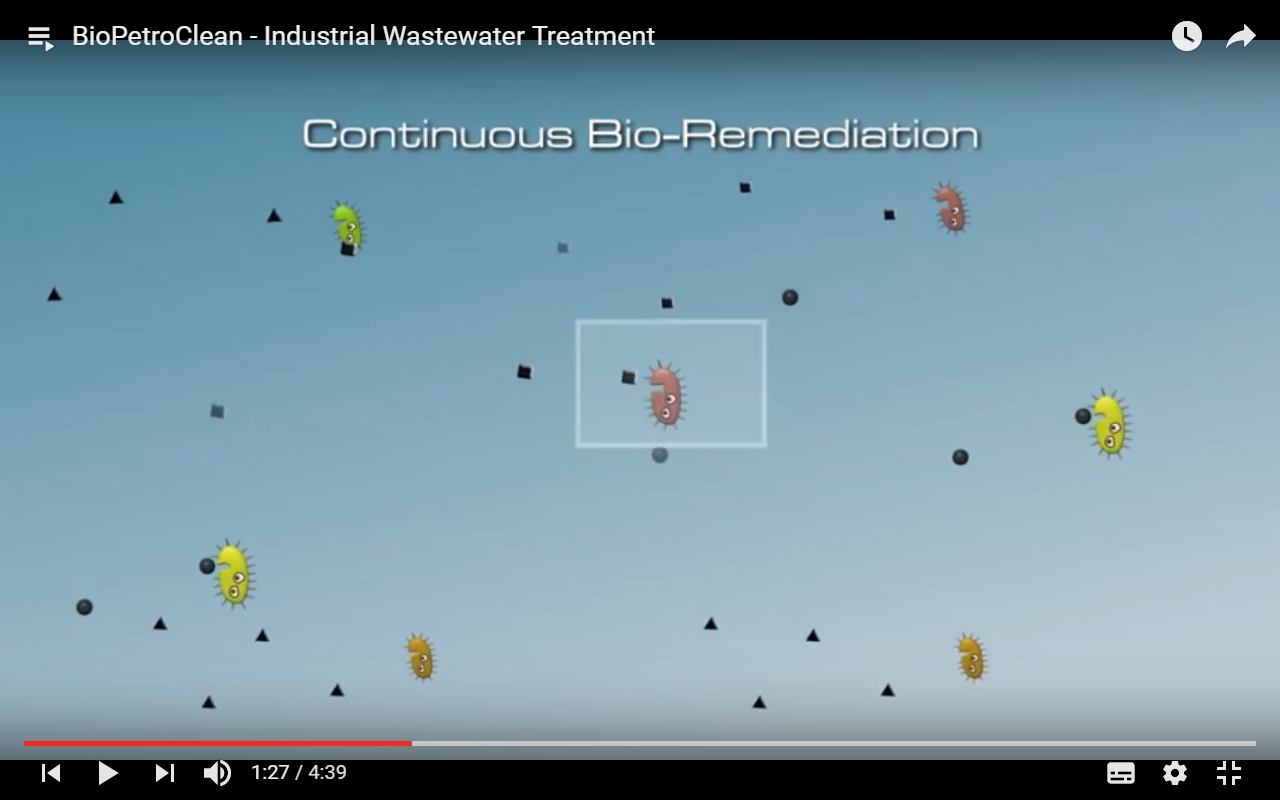 BioPetroClean - Industrial Wastewater Treatment
Continuous Bio-Remediation
1:27 / 4:39